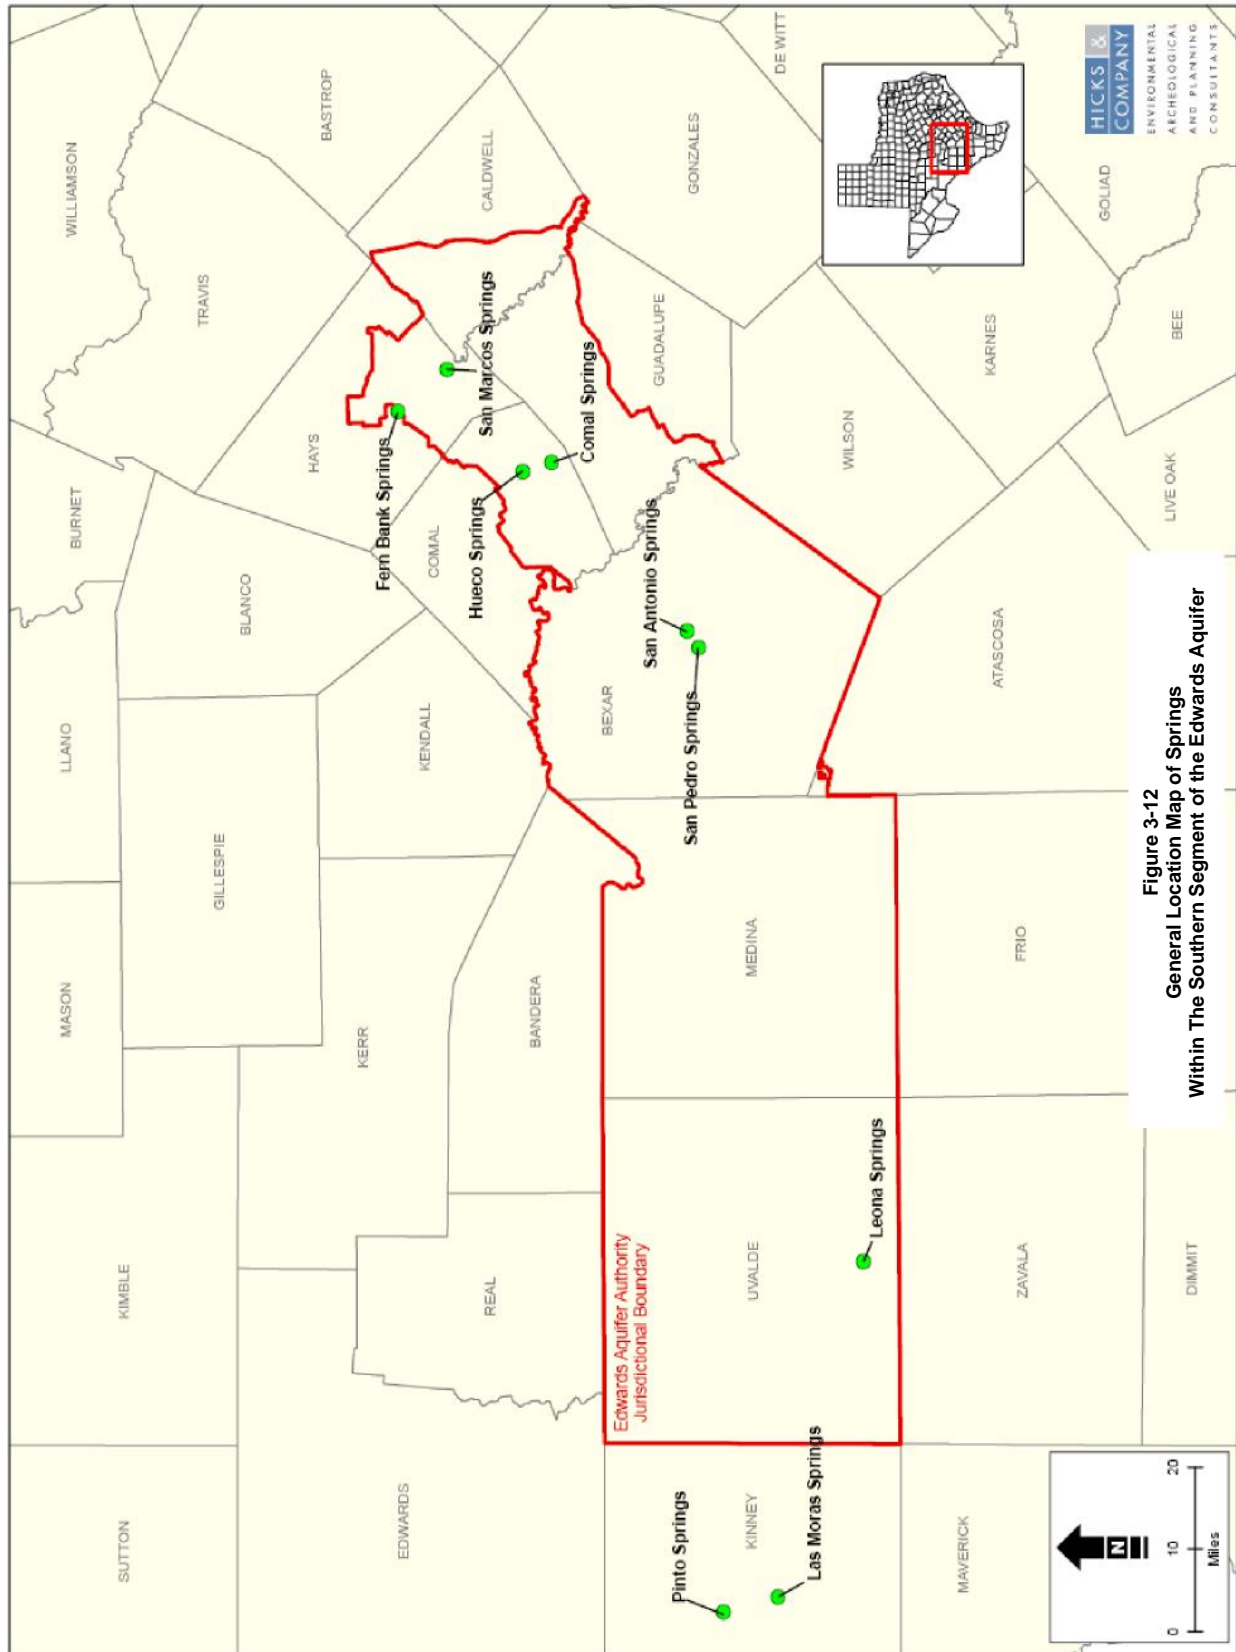 SUTTON
KIMBLE
MASON
LLANO
BURNET
WILLIAMSON
TRAVIS
BASTROP
GILLESPIE
BLANCO
HAYS
EDWARDS
KERR
KENDALL
COMAL
CALDWELL
REAL
BANDERA
BEXAR
GUADALUPE
GONZALES
DE WITT
Fern Bank Springs
San Marcos Springs
Hueco Springs
Comal Springs
San Antonio Springs
San Pedro Springs
Edwards Aquifer Authority
Jurisdictional Boundary
Pinto Springs
KINNEY
Las Moras Springs
UVALDE
Leona Springs
MEDINA
WILSON
KARNES
GOLIAD
BEE
LIVE OAK
ATASCOSA
FRIO
ZAVALA
DIMMIT
MAVERICK
N
0 10 20
Miles
Figure 3-12
General Location Map of Springs
Within The Southern Segment of the Edwards Aquifer
HICKS &
COMPANY
ENVIRONMENTAL
ARCHEOLOGICAL
AND PLANNING
CONSULTANTS